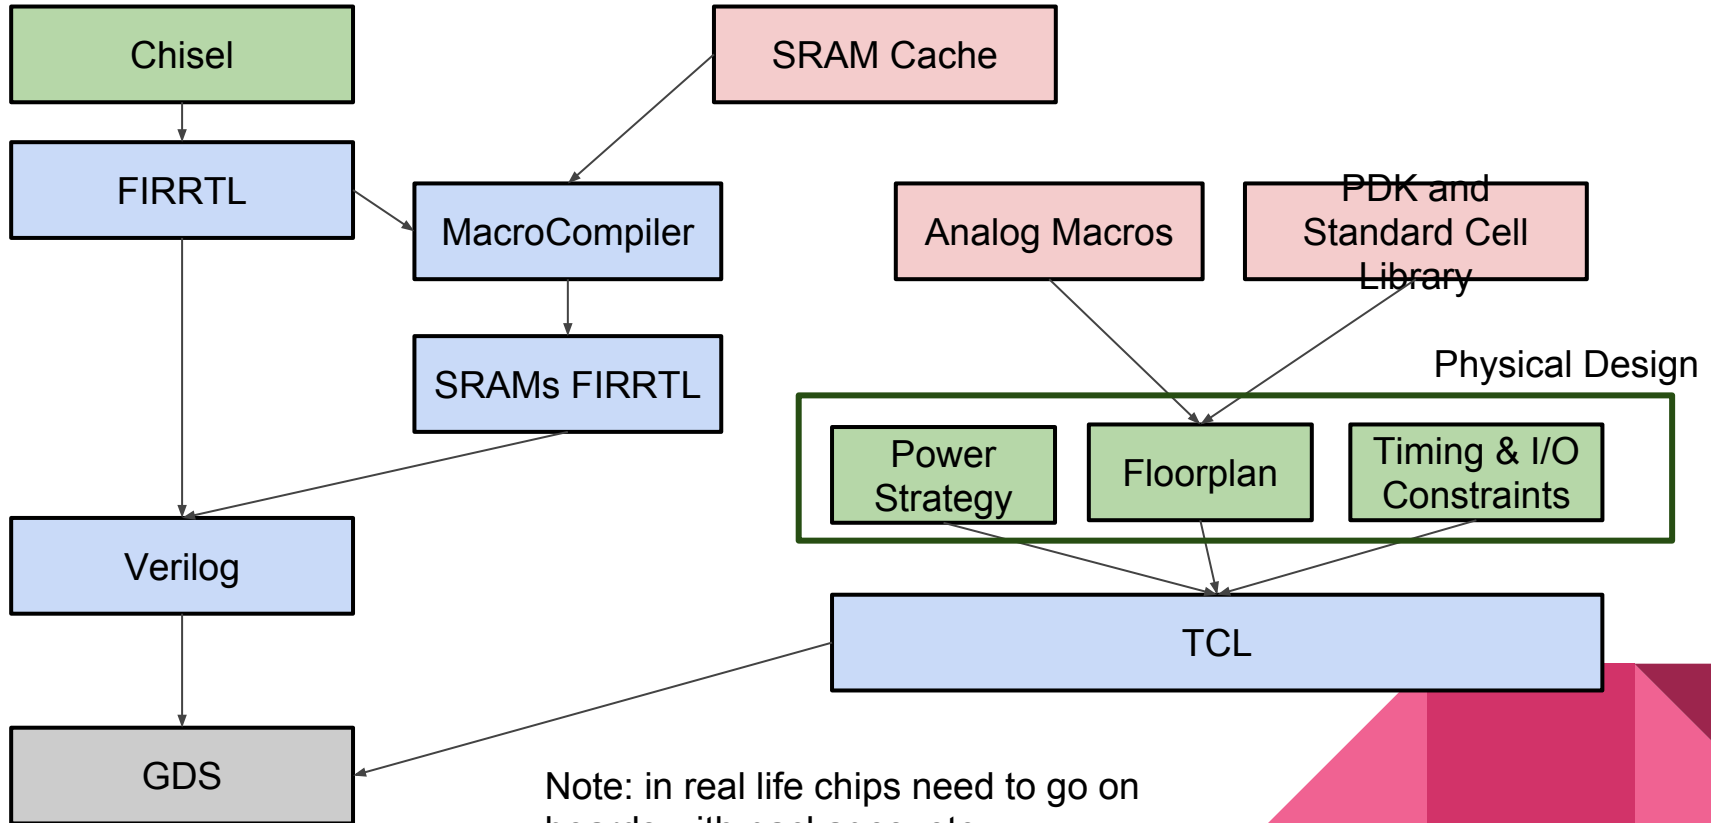 Chisel
SRAM Cache
FIRRTL
MacroCompiler
Analog Macros
PDK and
Standard Cell
Library
SRAMs FIRRTL
Physical Design
Power
Strategy
Floorplan
Timing & I/O
Constraints
Verilog
TCL
GDS
Note: in real life chips need to go on